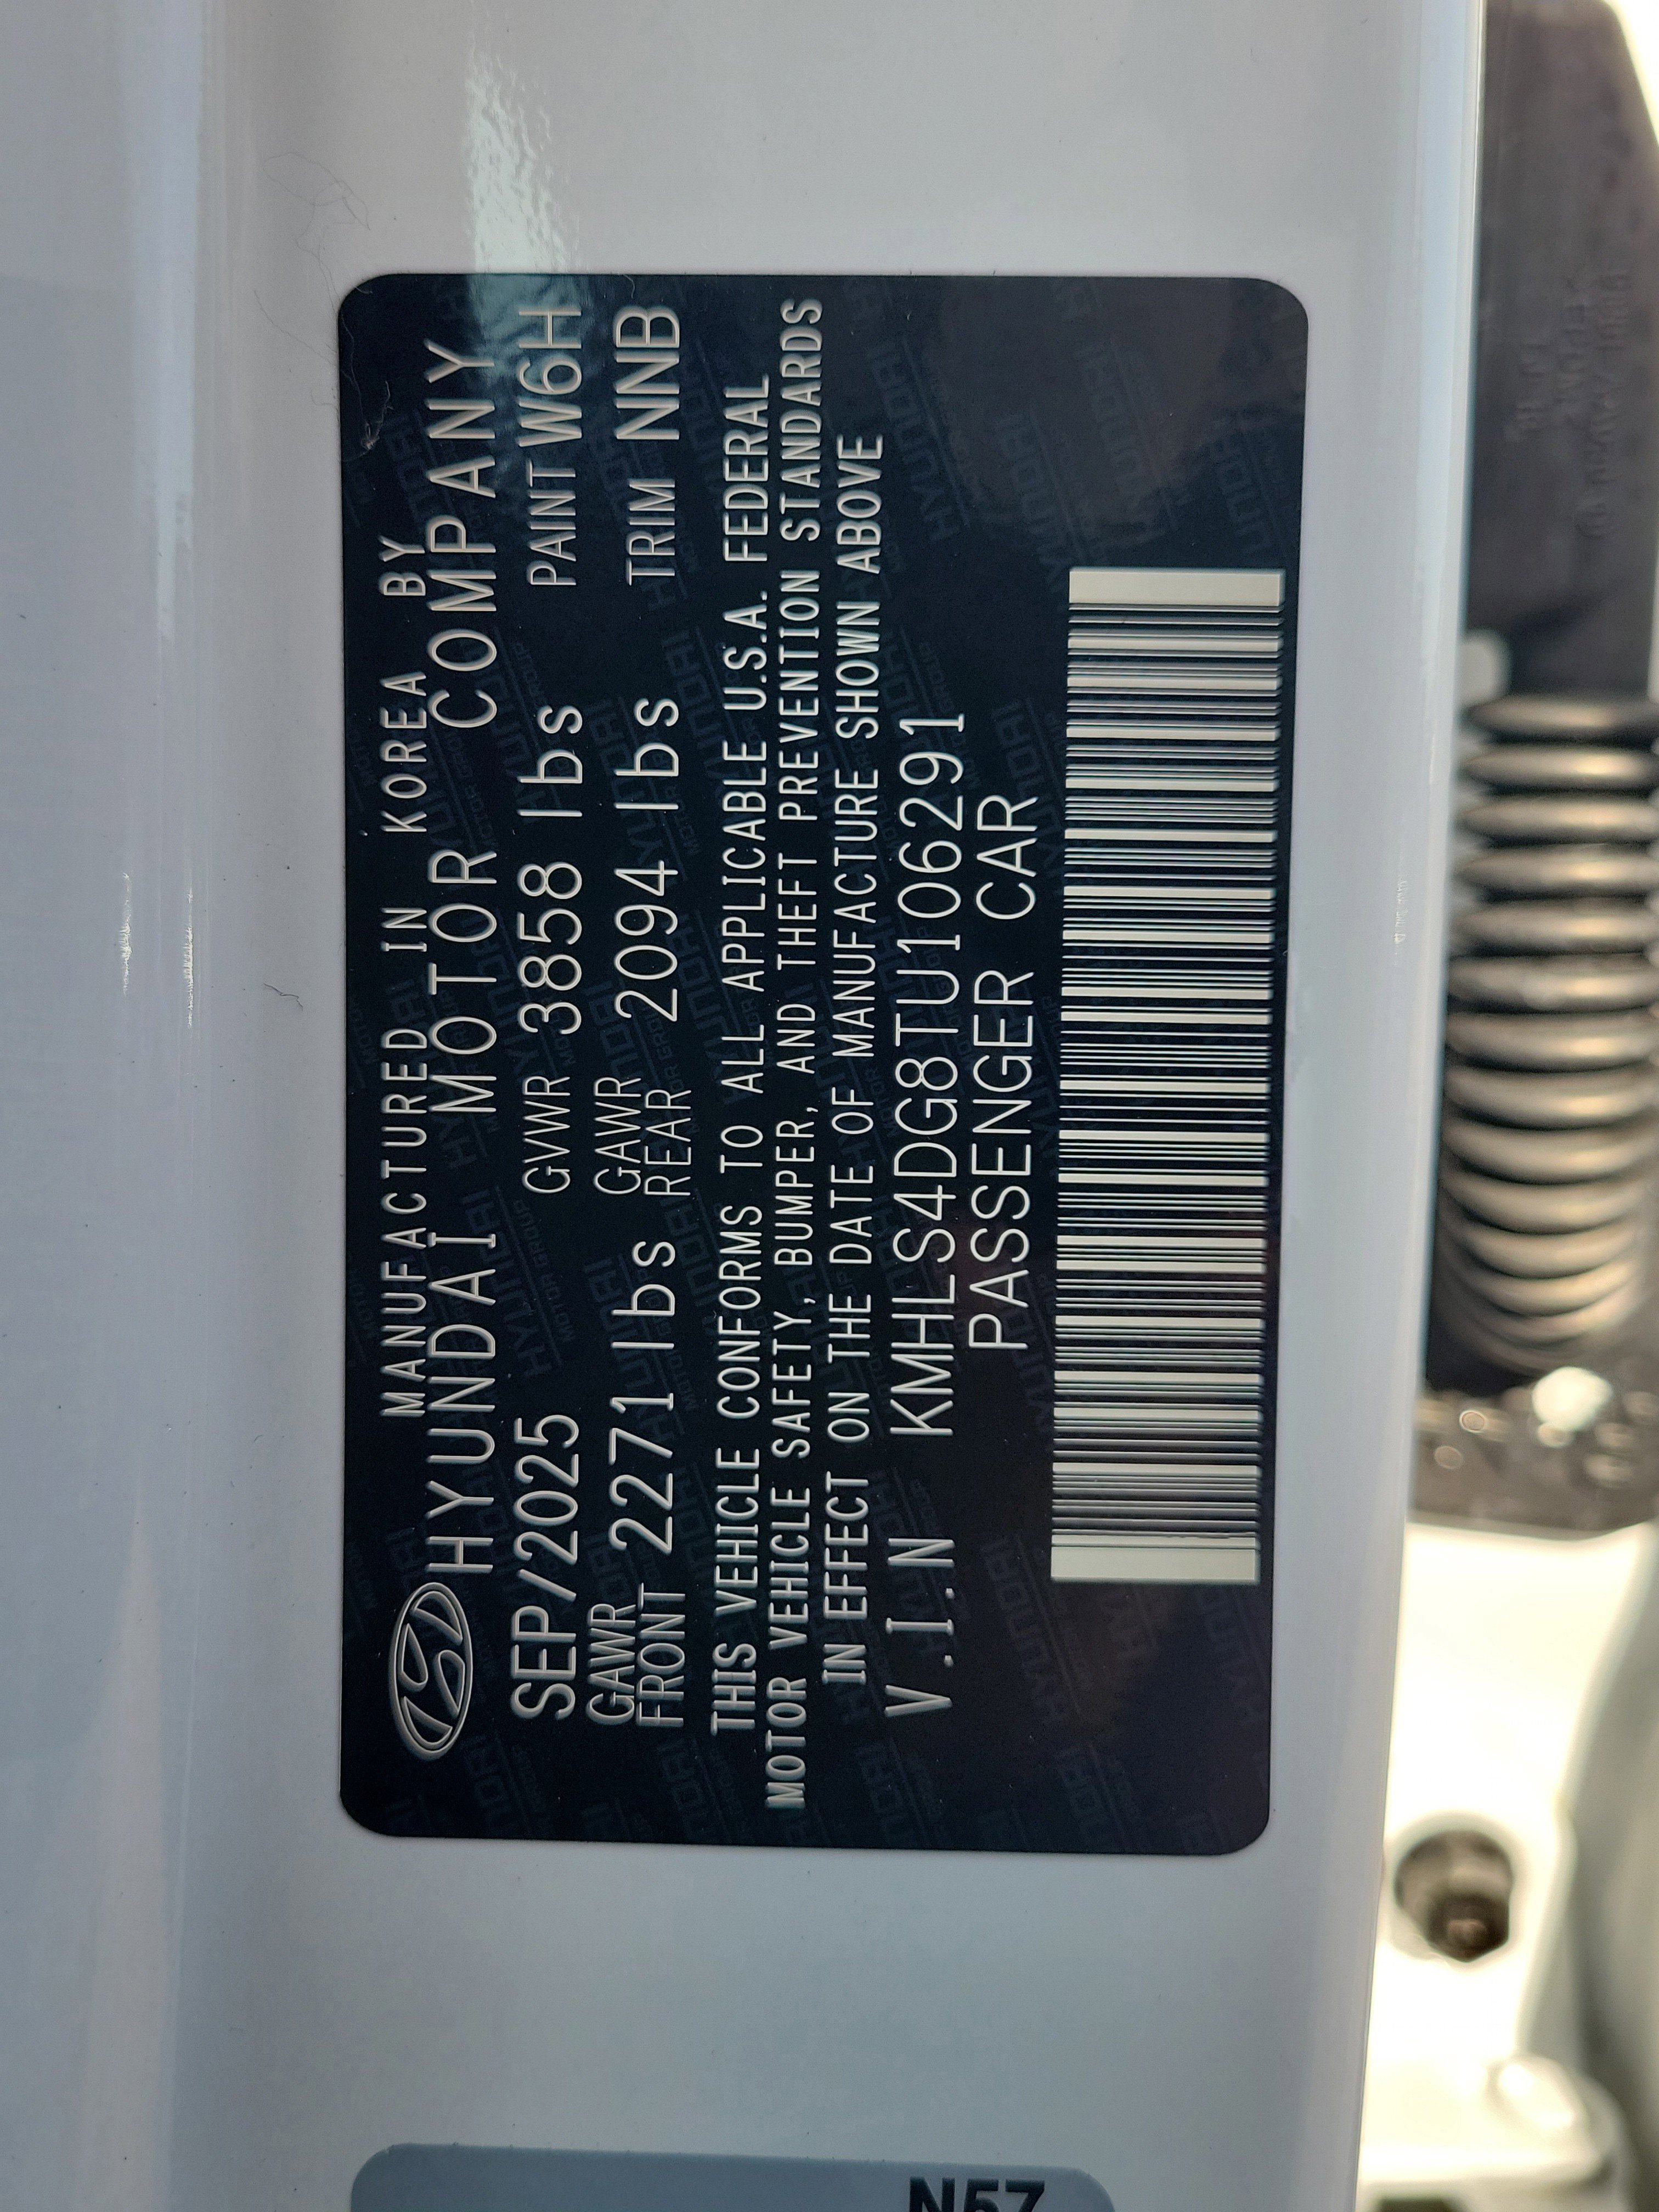 MANUFACTURED IN KOREA BY
HYUNDAI MOTOR COMPANY
SEP/2025 GVWR 3858 lbs PAINT W6H
GAWR FRONT 2271 lbs GAWR REAR 2094 lbs TRIM NNB
THIS VEHICLE CONFORMS TO ALL APPLICABLE U.S.A. FEDERAL
MOTOR VEHICLE SAFETY, BUMPER, AND THEFT PREVENTION STANDARDS
IN EFFECT ON THE DATE OF MANUFACTURE SHOWN ABOVE
V.I.N KMHLS4DG8TU106291
PASSENGER CAR